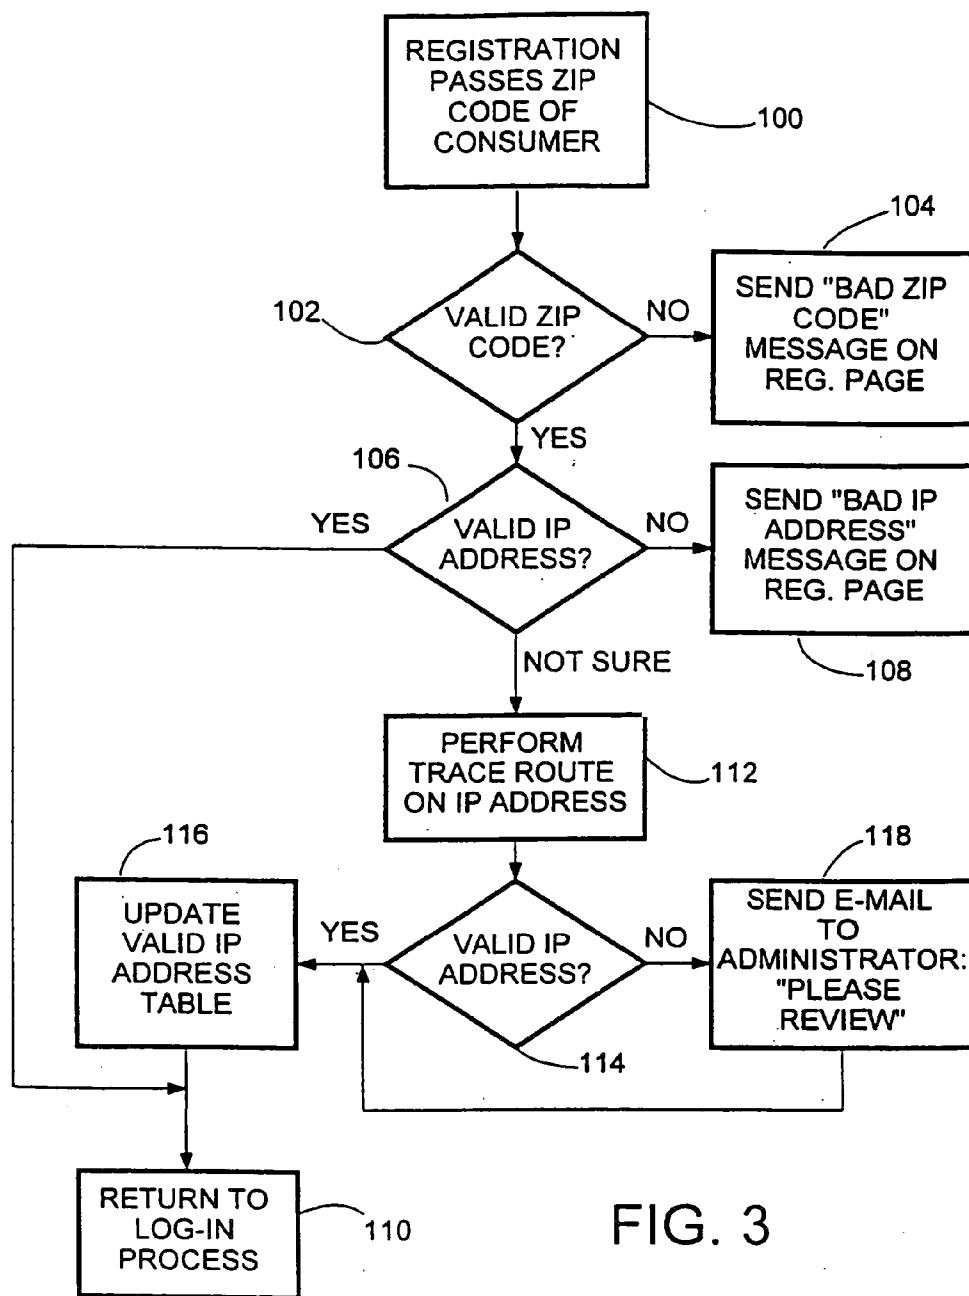 REGISTRATION
PASSES ZIP
CODE OF
CONSUMER
100
104
102
VALID ZIP
CODE?
NO
SEND "BAD ZIP
CODE"
MESSAGE ON
REG. PAGE
YES
106
YES
VALID IP
ADDRESS?
NO
SEND "BAD IP
ADDRESS"
MESSAGE ON
REG. PAGE
108
NOT SURE
PERFORM
TRACE ROUTE
ON IP ADDRESS
112
116
118
UPDATE
VALID IP
ADDRESS
TABLE
YES
VALID IP
ADDRESS?
NO
SEND E-MAIL
TO
ADMINISTRATOR:
"PLEASE
REVIEW"
114
RETURN TO
LOG-IN
PROCESS
110
FIG. 3